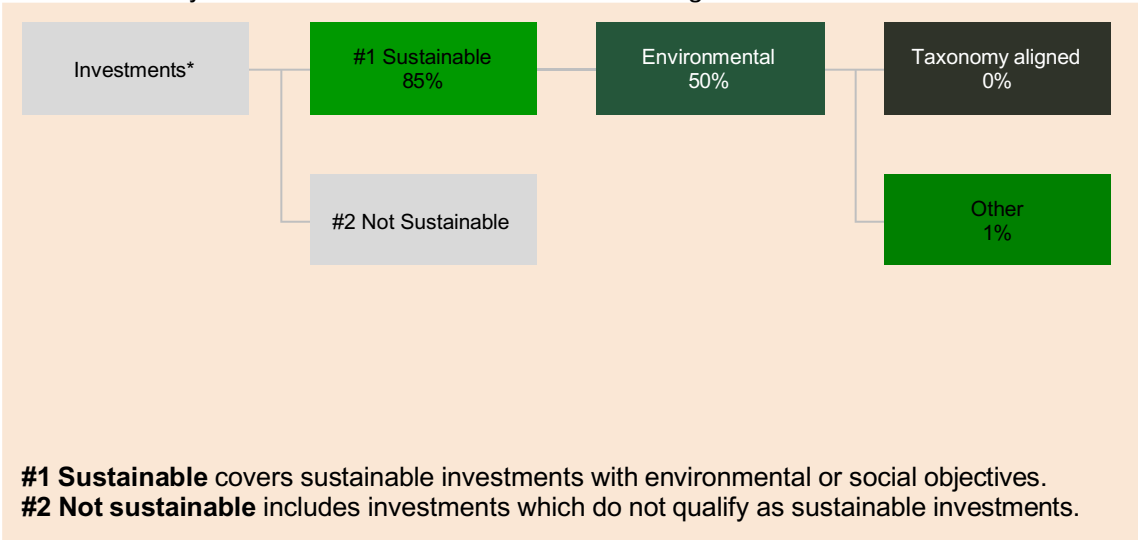 Investments*
#1 Sustainable
85%
Environmental
50%
Taxonomy aligned
0%
#2 Not Sustainable
Other
1%
#1 Sustainable covers sustainable investments with environmental or social objectives.
#2 Not sustainable includes investments which do not qualify as sustainable investments.